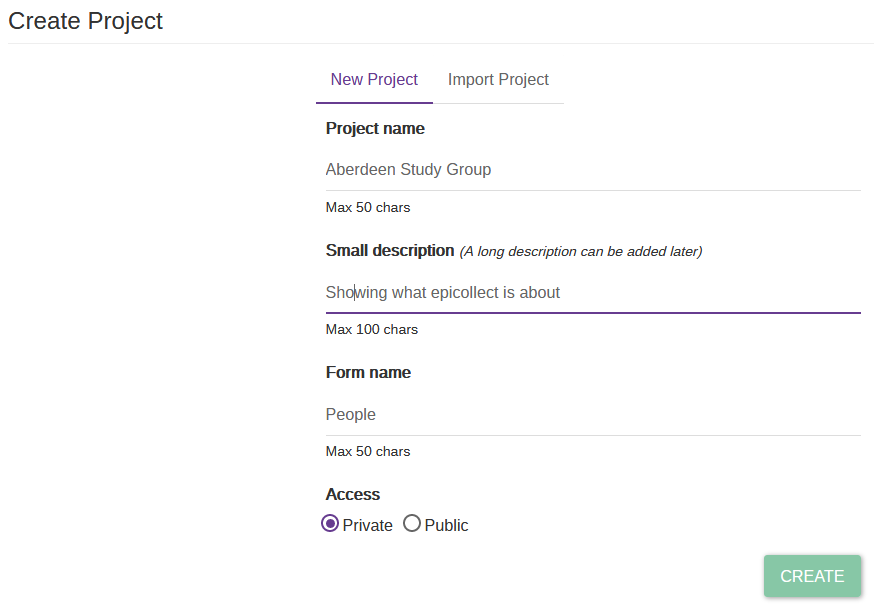 Create Project
New Project Import Project
Project name
Aberdeen Study Group
Max 50 chars
Small description (A long description can be added later)
Showing what epicollect is about
Max 100 chars
Form name
People
Max 50 chars
Access
Private Public
CREATE